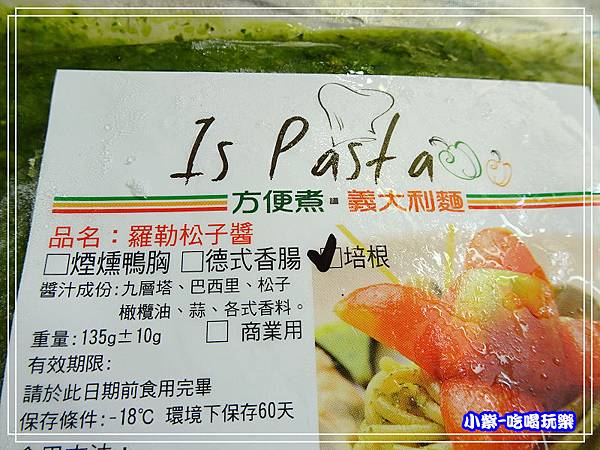 Is Pasta
方便煮 義大利麵
品名：羅勒松子醬
□煙燻鴨胸 □德式香腸 □培根
醬汁成份:九層塔、巴西里、松子
橄欖油、蒜、各式香料。
重量:135g±10g □ 商業用
有效期限:
請於此日期前食用完畢
保存條件:-18℃ 環境下保存60天
小紫-吃喝玩樂